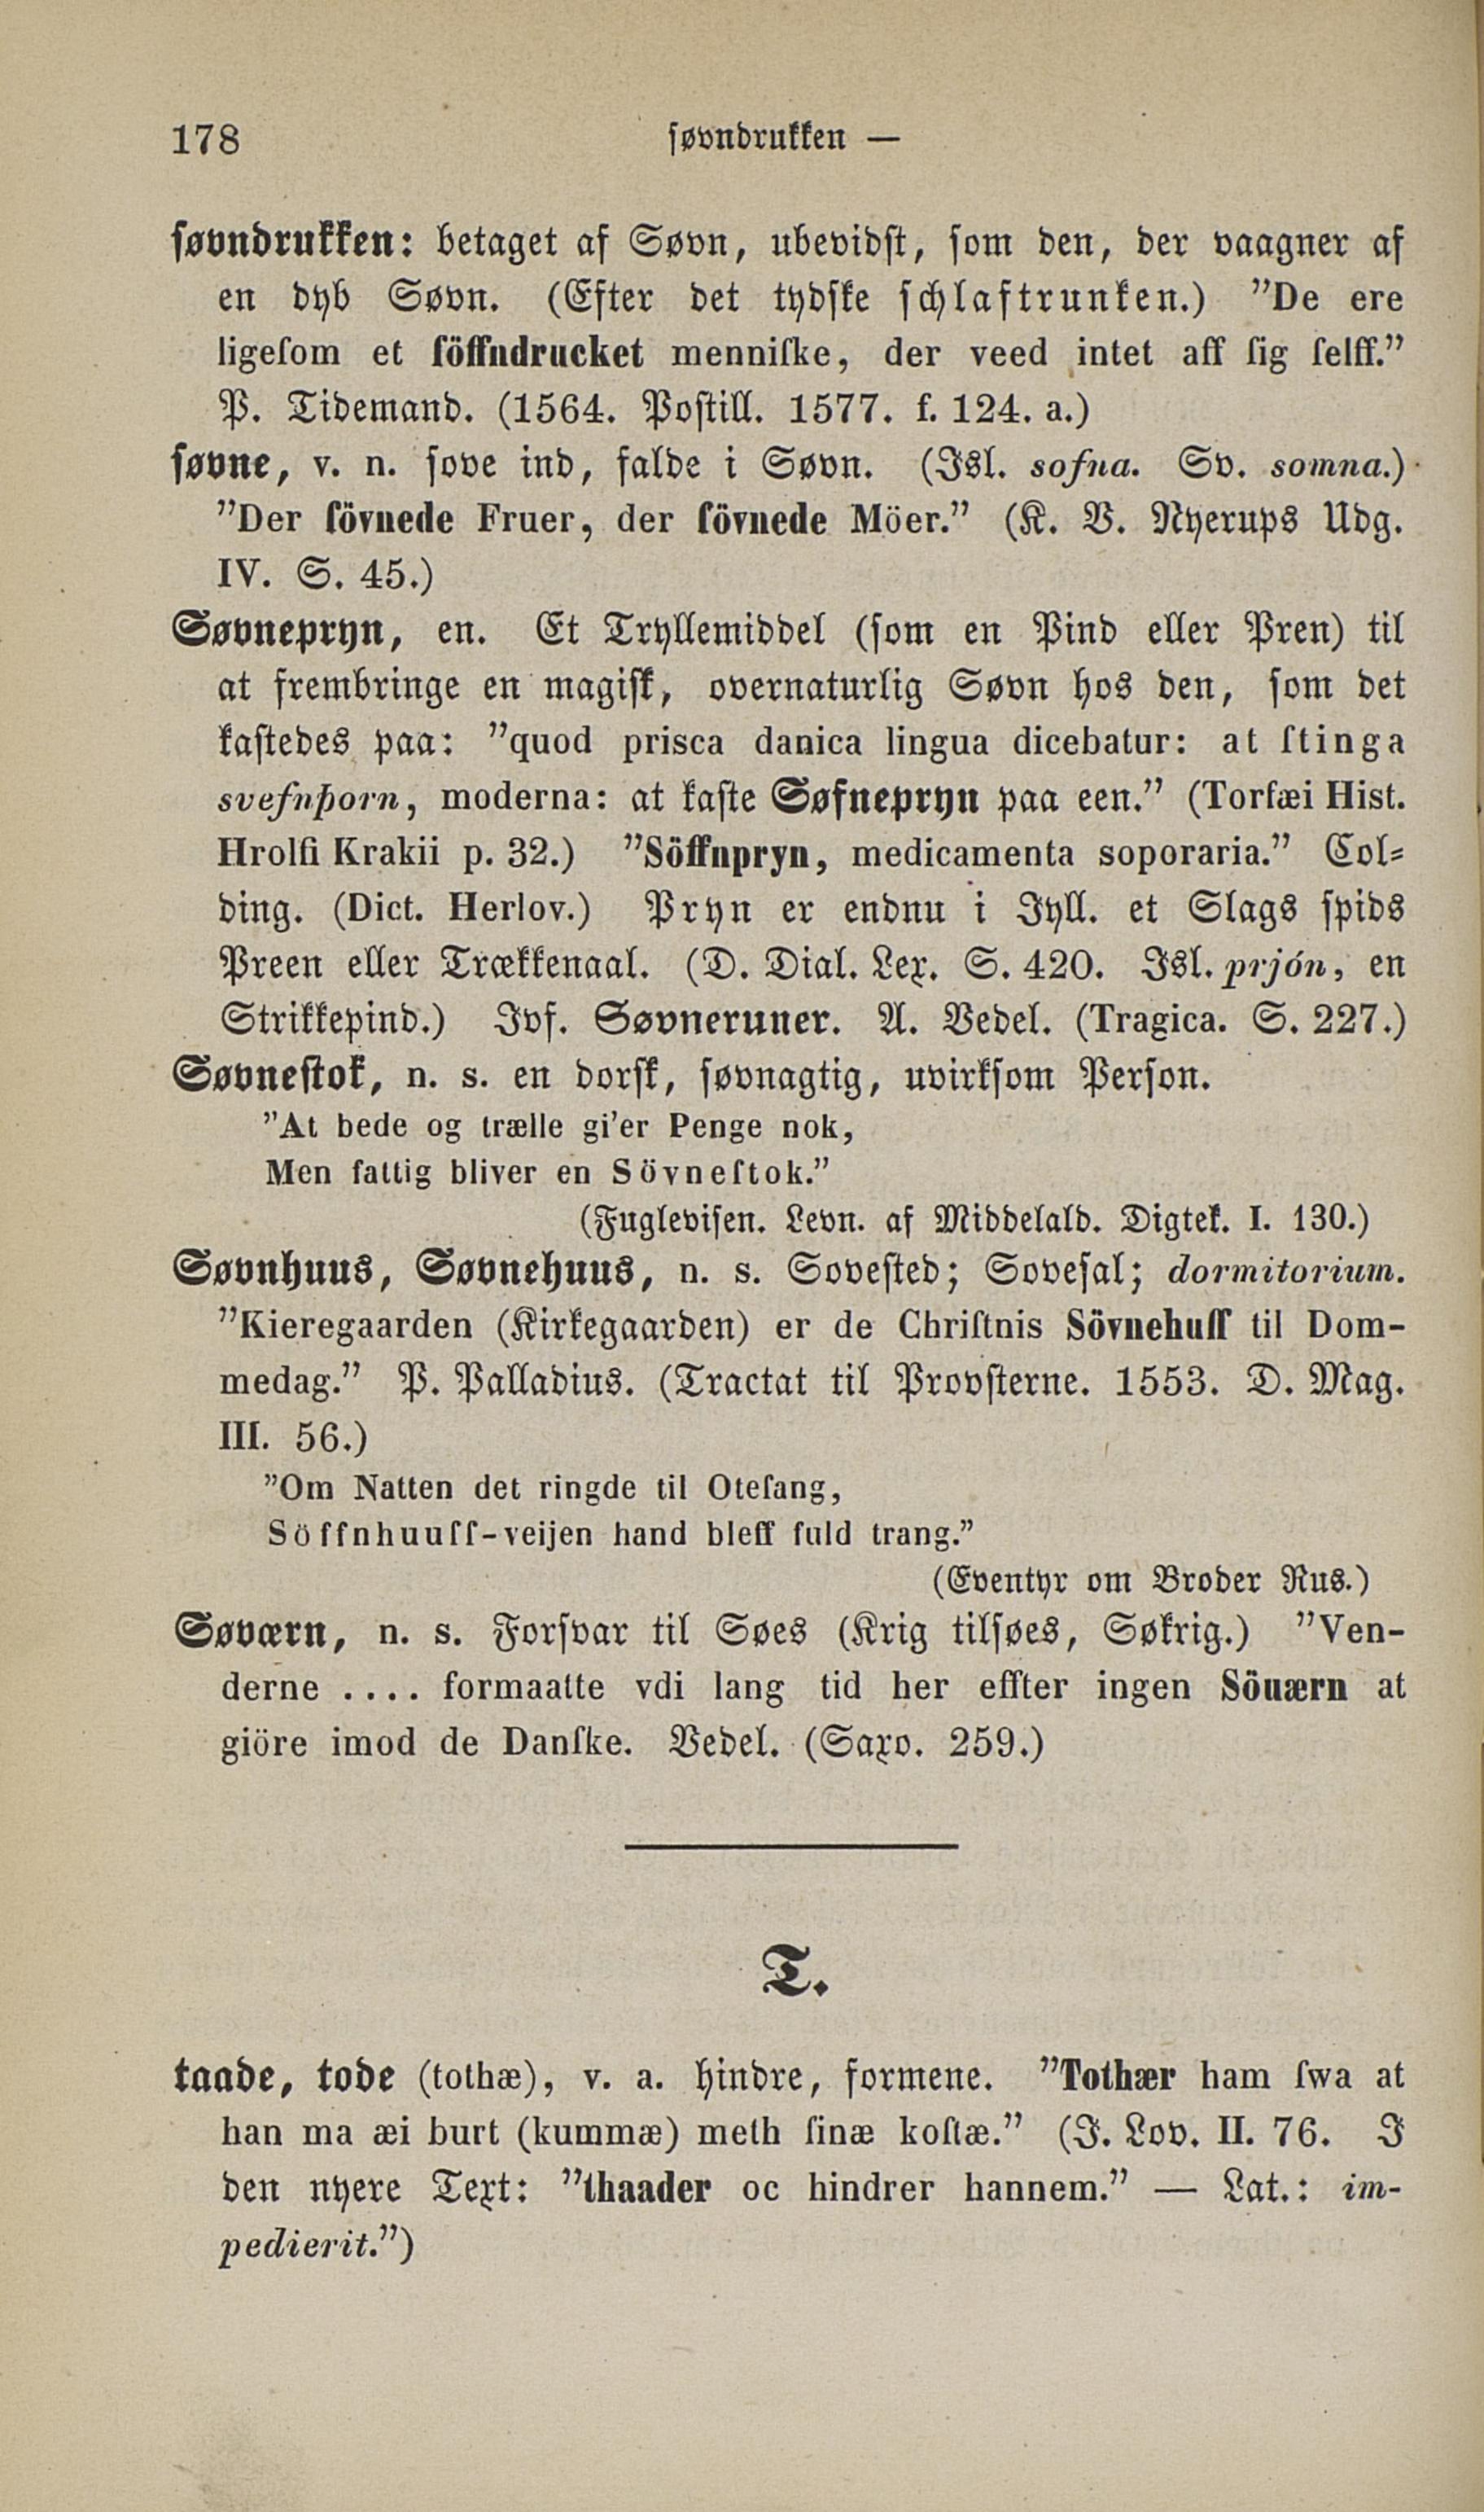 178 søvndrukken —
søvndrukken: betaget af Søvn, ubevidst, som den, der vaagner af
en dyb Søvn. (Efter det tydske schlaftrunken.) ”De ere
ligeſom et ſöffndrucket menniſke, der veed intet aff ſig ſelff.”
P. Tidemand. (1564. Postill. 1577. f. 124. a.)
søvne, v. n. sove ind, falde i Søvn. (Isl. sofna. Sv. somna.)
”Der ſövnede Fruer, der ſövnede Möer.” (K. V. Nyerups Udg.
IV. S. 45.)
Søvnepryn, en. Et Tryllemiddel (som en Pind eller Pren) til
at frembringe en magisk, overnaturlig Søvn hos den, som det
kastedes paa: ”quod prisca danica lingua dicebatur: at ſtinga
svefnþorn, moderna: at kaste Søfnepryn paa een.” (Torfæi Hist.
Hrolfi Krakii p. 32.) ”Söffnpryn, medicamenta soporaria.” Col-
ding. (Dict. Herlov.) Pryn er endnu i Jyll. et Slags spids
Preen eller Trækkenaal. (D. Dial. Lex. S. 420. Isl. prjón, en
Strikkepind.) Jvf. Søvneruner. A. Vedel. (Tragica. S. 227.)
Søvnestok, n. s. en dorsk, søvnagtig, uvirksom Person.
”At bede og trælle gi'er Penge nok,
Men fattig bliver en Sövneſtok.”
(Fuglevisen. Levn. af Middelald. Digtek. I. 130.)
Søvnhuus, Søvnehuus, n. s. Sovested; Sovesal; dormitorium.
”Kieregaarden (Kirkegaarden) er de Chriſtnis Sövnehuſſ til Dom-
medag.” P. Palladius. (Tractat til Provsterne. 1553. D. Mag.
III. 56.)
”Om Natten det ringde til Oteſang,
Söffnhuuſſ-veijen hand bleff fuld trang.”
(Eventyr om Broder Rus.)
Søværn, n. s. Forsvar til Søes (Krig tilsøes, Søkrig.) ”Ven-
derne .... formaatte vdi lang tid her effter ingen Söuærn at
giöre imod de Danſke. Vedel. (Saxo. 259.)
T.
taade, tode (tothæ), v. a. hindre, formene. ”Tothær ham ſwa at
han ma æi burt (kummæ) meth ſinæ koſtæ.” (J. Lov. II. 76. I
den nyere Text: ”thaader oc hindrer hannem.” — Lat.: im-
pedierit.”)